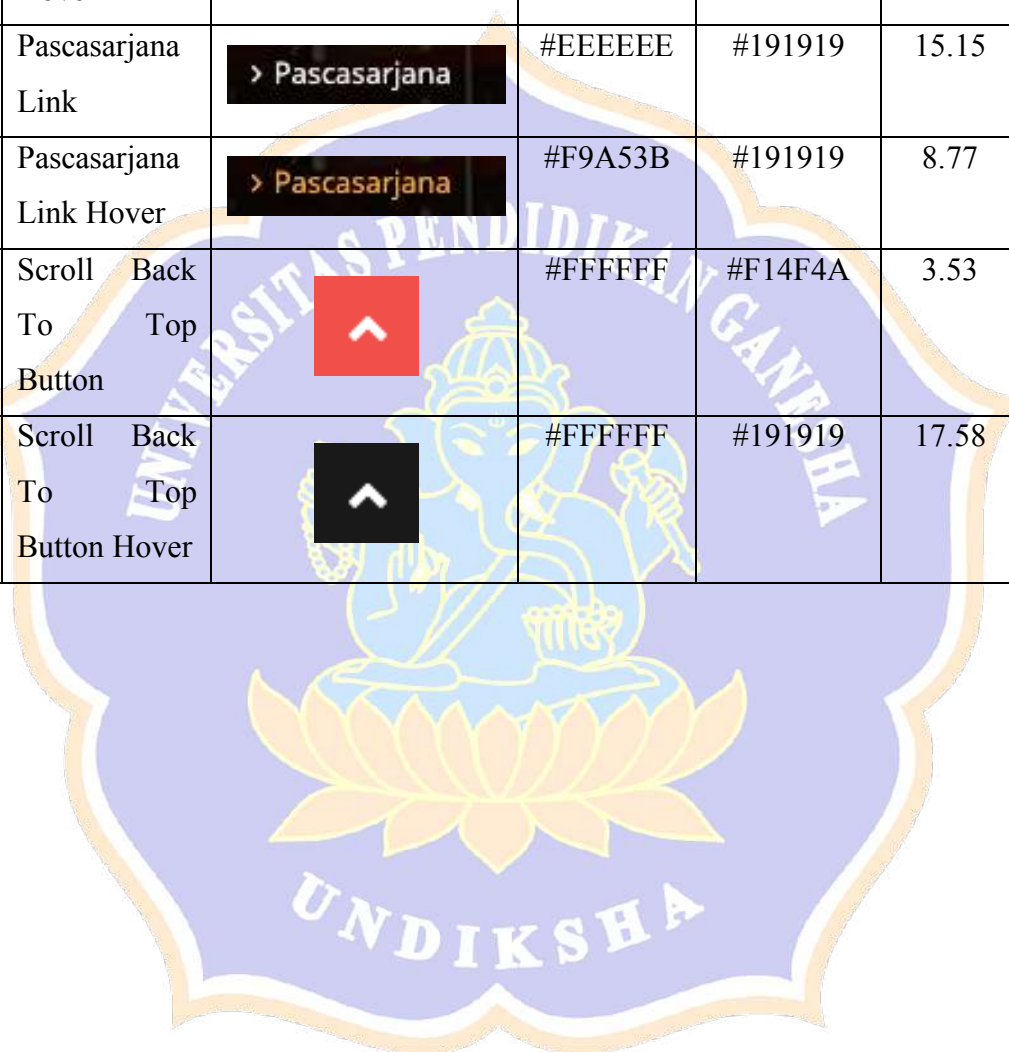 Pascasarjana #EEEEEE #191919 15.15
Link
> Pascasarjana
Pascasarjana #F9A53B #191919 8.77
Link Hover
> Pascasarjana
Scroll Back #FFFFFF #F14F4A 3.53
To Top
Button
Scroll Back #FFFFFF #191919 17.58
To Top
Button Hover
UNIVERSITAS PENDIDIKAN GANESHA
UNDIKSHA